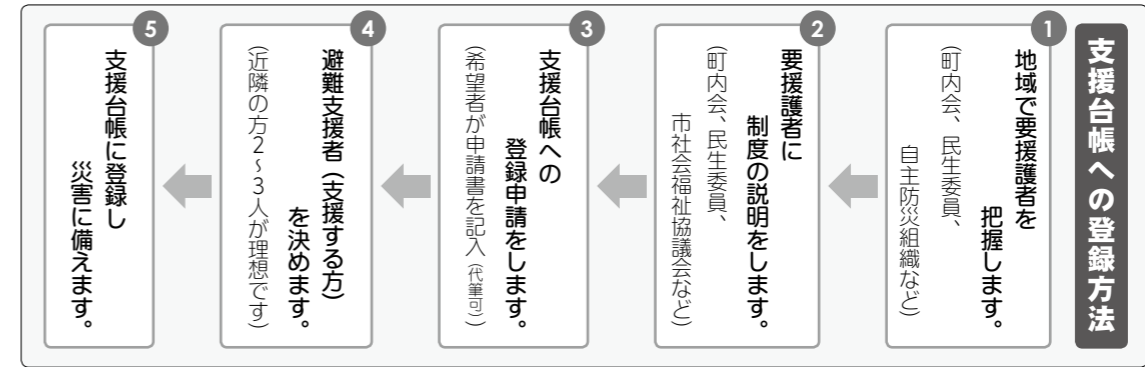 支援台帳への登録方法
1
地域で要援護者を
把握します。
(町内会、民生委員、
自主防災組織など)
2
要援護者に
制度の説明をします。
(町内会、民生委員、
市社会福祉協議会など)
3
支援台帳への
登録申請をします。
(希望者が申請書を記入(代筆可))
4
避難支援者(支援する方)
を決めます。
(近隣の方2~3人が理想です)
5
支援台帳に登録し
災害に備えます。